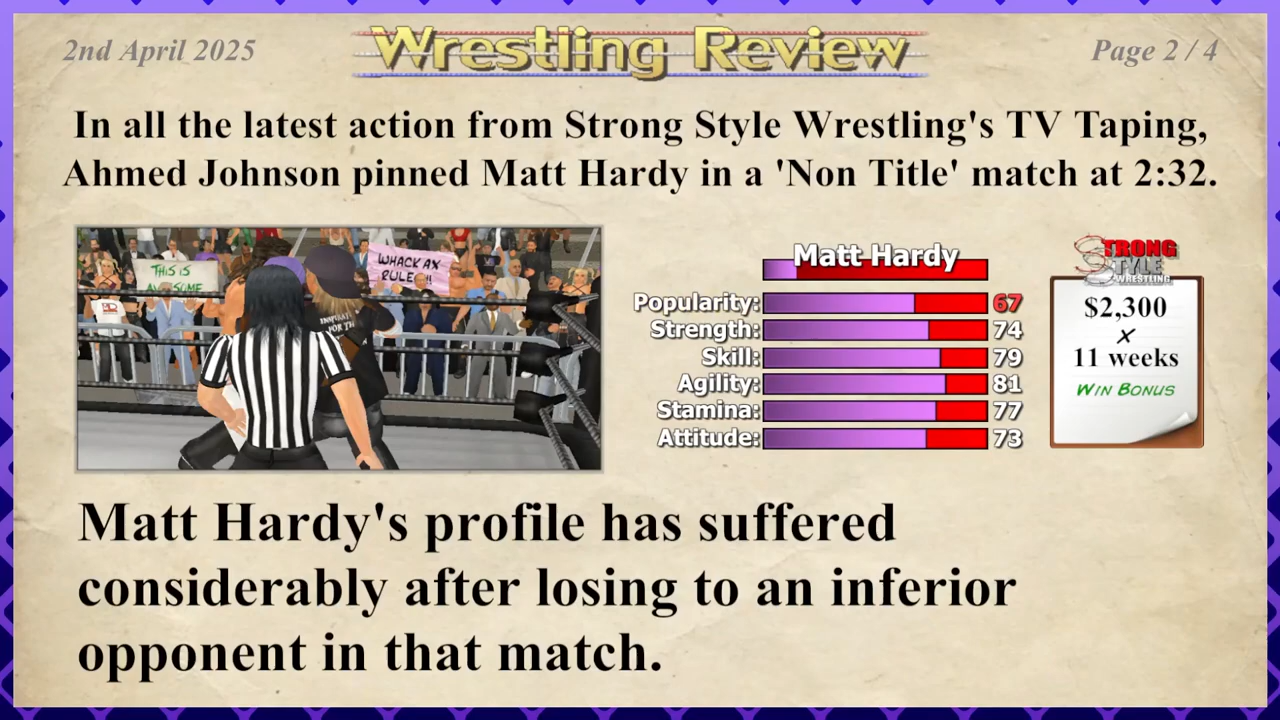 2nd April 2025
Wrestling Review
Page 2 / 4
In all the latest action from Strong Style Wrestling's TV Taping,
Ahmed Johnson pinned Matt Hardy in a 'Non Title' match at 2:32.
THIS IS
WHACK AX
Matt Hardy
Popularity: 67
Strength: 74
Skill: 79
Agility: 81
Stamina: 77
Attitude: 73
STRONG
STYLE
WRESTLING
$2,300
x
11 weeks
WIN BONUS
Matt Hardy's profile has suffered
considerably after losing to an inferior
opponent in that match.